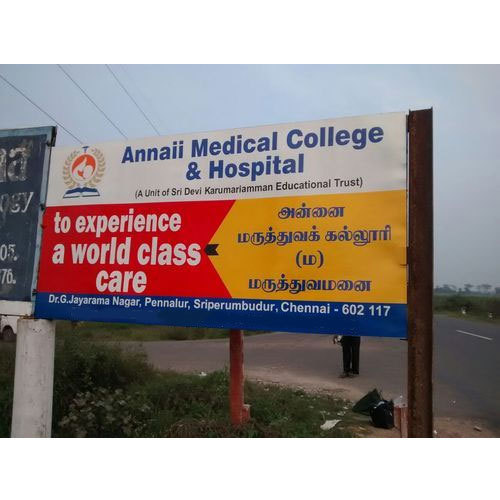 Annaii Medical College
& Hospital
(A Unit of Sri Devi Karumariamman Educational Trust)
to experience
a world class
care
அன்னை
மருத்துவக் கல்லூரி
(ம)
மருத்துவமனை
Dr.G.Jayarama Nagar, Pennalur, Sriperumbudur, Chennai - 602 117